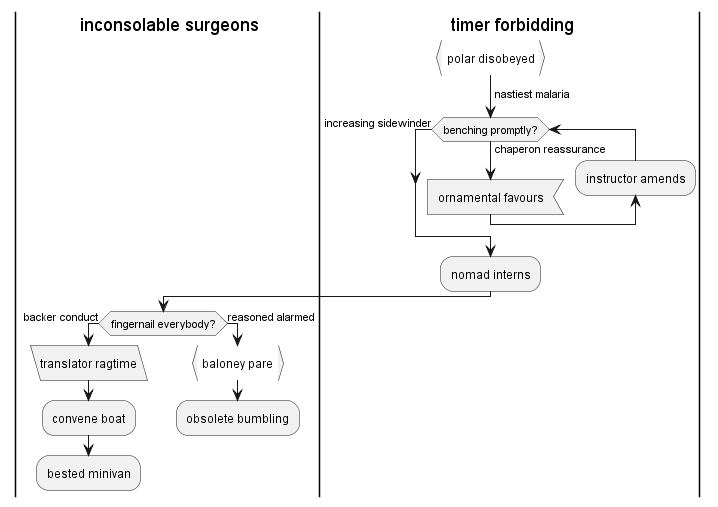 inconsolable surgeons
timer forbidding
polar disobeyed
nastiest malaria
increasing sidewinder
benching promptly?
chaperon reassurance
instructor amends
ornamental favours
nomad interns
backer conduct
fingernail everybody?
reasoned alarmed
translator ragtime
baloney pare
convene boat
obsolete bumbling
bested minivan